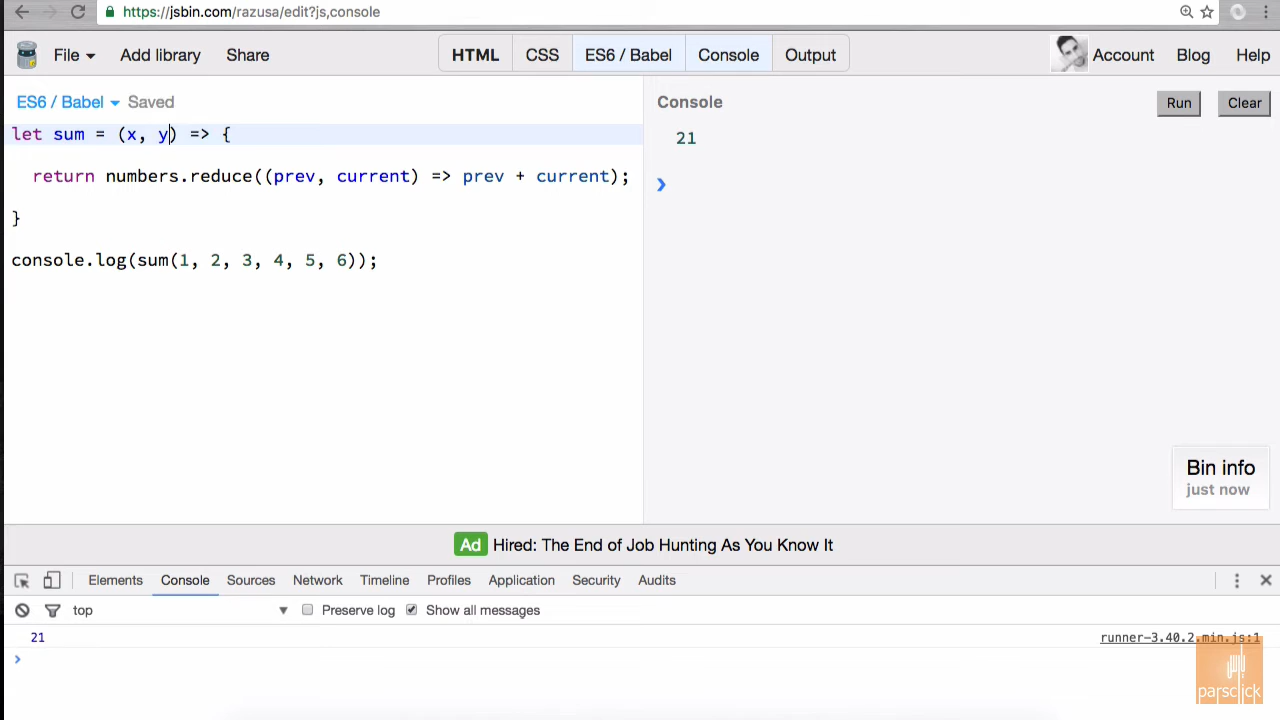 https://jsbin.com/razusa/edit?js,console
File Add library Share HTML CSS ES6 / Babel Console Output Account Blog Help
ES6 / Babel Saved
let sum = (x, y) => {
return numbers.reduce((prev, current) => prev + current);
}
console.log(sum(1, 2, 3, 4, 5, 6));
Console Run Clear
21
Bin info
just now
Ad Hired: The End of Job Hunting As You Know It
Elements Console Sources Network Timeline Profiles Application Security Audits
top Preserve log Show all messages
21 runner-3.40.2.min.js:1
parsclick